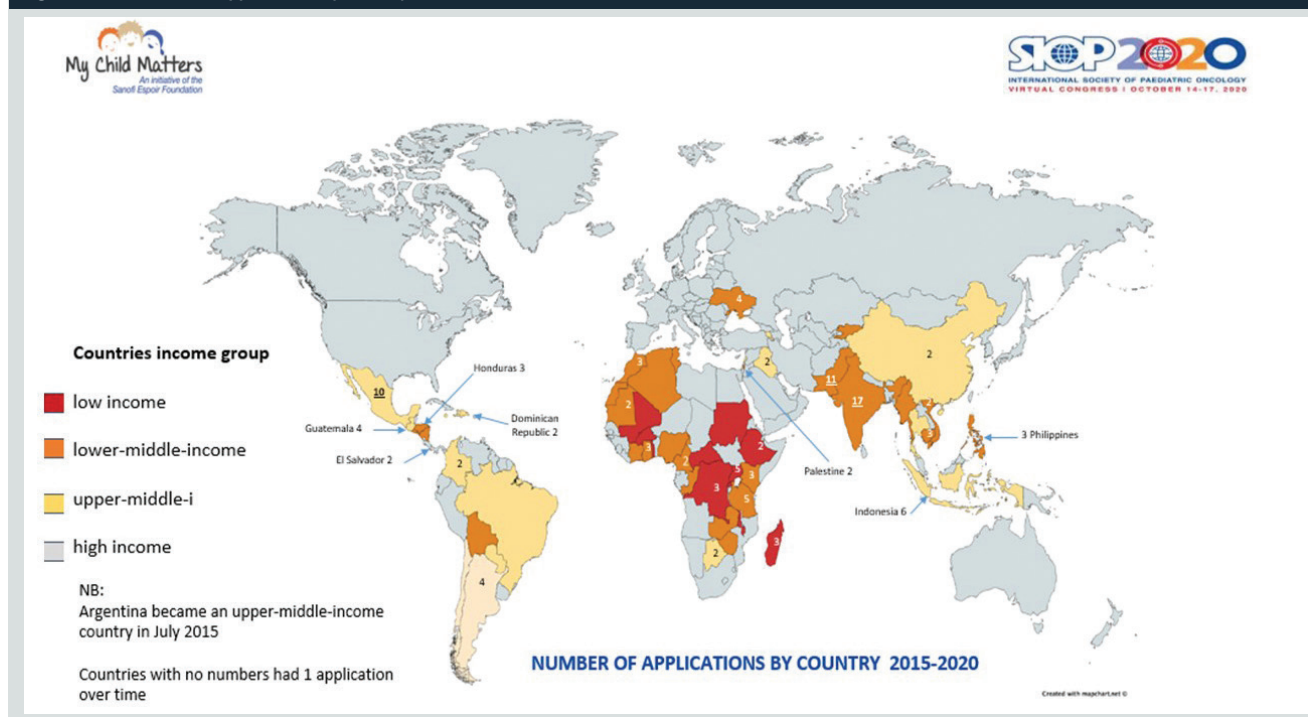 My Child Matters
An initiative of the
Sanofi Espoir Foundation
SIOP2020
INTERNATIONAL SOCIETY OF PAEDIATRIC ONCOLOGY
VIRTUAL CONGRESS | OCTOBER 14-17, 2020
Countries income group
low income
lower-middle-income
upper-middle-i
high income
NB:
Argentina became an upper-middle-income
country in July 2015
Countries with no numbers had 1 application
over time
10
Honduras 3
Guatemala 4
Dominican
Republic 2
El Salvador 2
2
4
4
3
2
3
2
2
3
5
3
5
2
3
2
Palestine 2
11
17
2
2
3
3 Philippines
Indonesia 6
NUMBER OF APPLICATIONS BY COUNTRY 2015-2020
Created with mapchart.net ©